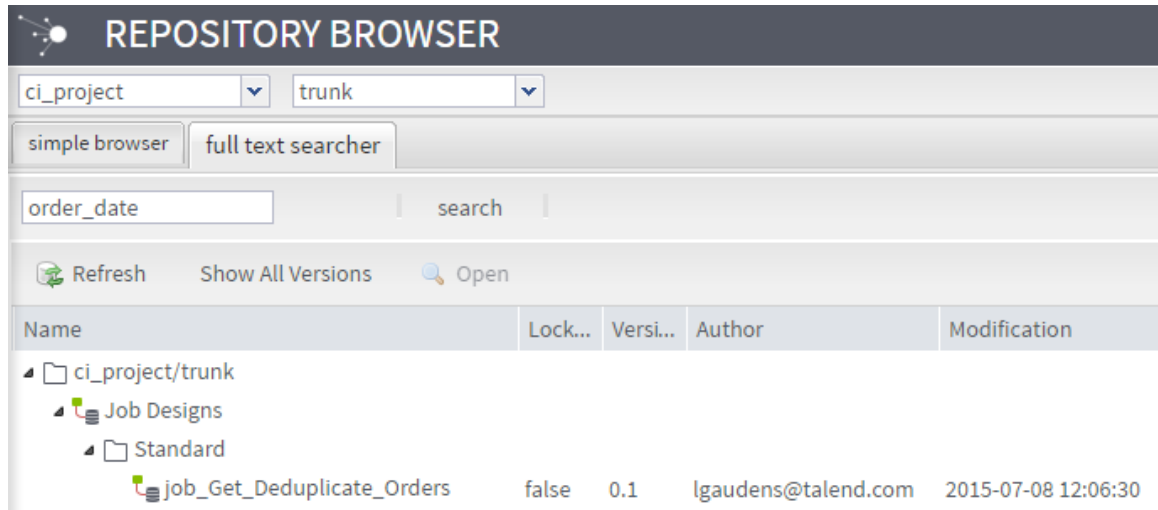 REPOSITORY BROWSER
ci_project trunk
simple browser full text searcher
order_date search
Refresh Show All Versions Open
Name Lock... Versi... Author Modification
ci_project/trunk
Job Designs
Standard
job_Get_Deduplicate_Orders false 0.1 lgaudens@talend.com 2015-07-08 12:06:30